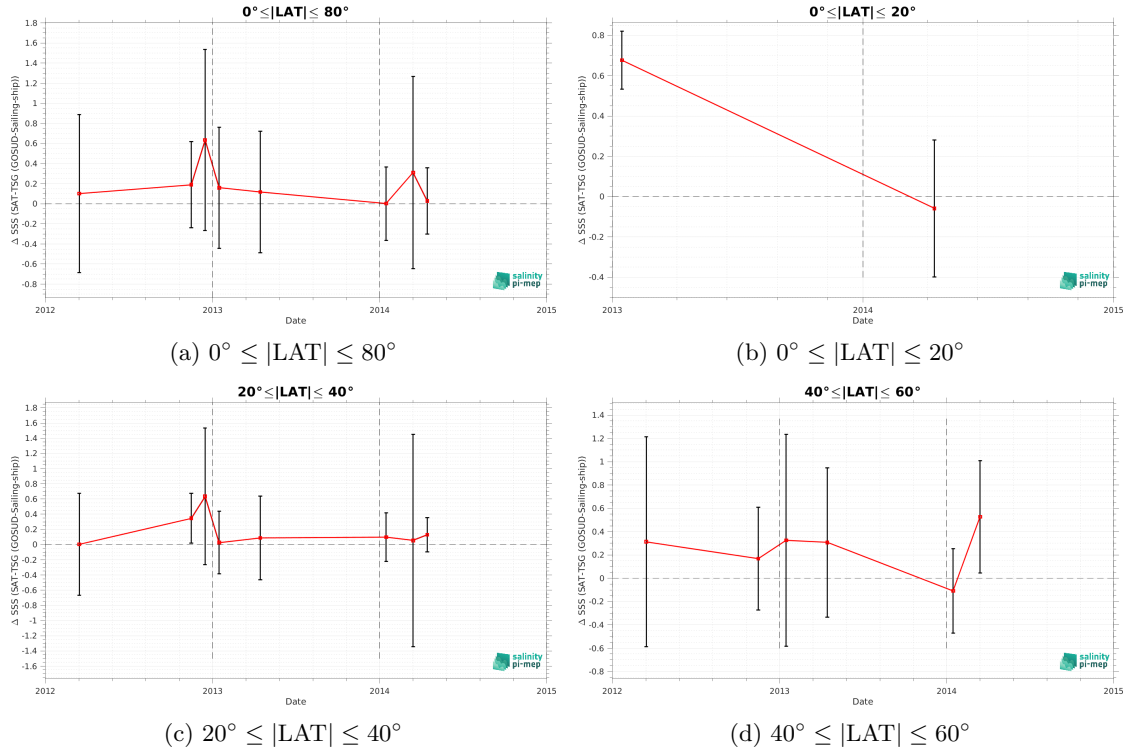 0°≤|LAT|≤ 80°
Δ SSS (SAT-TSG (GOSUD-Sailing-ship))
1.8
1.6
1.4
1.2
1
0.8
0.6
0.4
0.2
0
-0.2
-0.4
-0.6
-0.8
2012
2013
2014
2015
Date
salinity
pi-mep
(a) 0° ≤ |LAT| ≤ 80°
0°≤|LAT|≤ 20°
Δ SSS (SAT-TSG (GOSUD-Sailing-ship))
0.8
0.6
0.4
0.2
0
-0.2
-0.4
2013
2014
2015
Date
salinity
pi-mep
(b) 0° ≤ |LAT| ≤ 20°
20°≤|LAT|≤ 40°
Δ SSS (SAT-TSG (GOSUD-Sailing-ship))
1.8
1.6
1.4
1.2
1
0.8
0.6
0.4
0.2
0
-0.2
-0.4
-0.6
-0.8
-1
-1.2
-1.4
-1.6
2012
2013
2014
2015
Date
salinity
pi-mep
(c) 20° ≤ |LAT| ≤ 40°
40°≤|LAT|≤ 60°
Δ SSS (SAT-TSG (GOSUD-Sailing-ship))
1.4
1.2
1
0.8
0.6
0.4
0.2
0
-0.2
-0.4
-0.6
-0.8
2012
2013
2014
2015
Date
salinity
pi-mep
(d) 40° ≤ |LAT| ≤ 60°